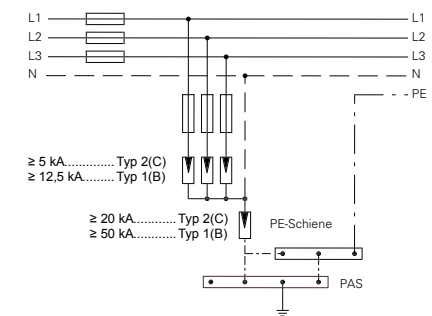 L1 L1
L2 L2
L3 L3
N N
PE
≥ 5 kA............. Typ 2(C)
≥ 12,5 kA......... Typ 1(B)
≥ 20 kA............ Typ 2(C)
≥ 50 kA............ Typ 1(B)
PE-Schiene
PAS